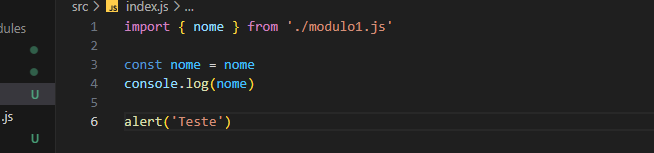 src > JS index.js > ...
dules
1 import { nome } from './modulo1.js'
2
3 const nome = nome
U
4 console.log(nome)
.js
5
6 alert('Teste')
U